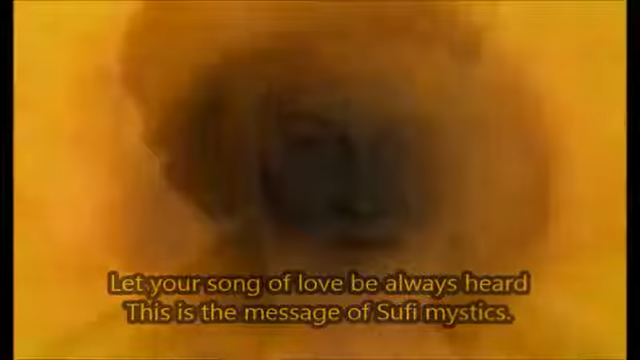 Let your song of love be always heard
This is the message of Sufi mystics.